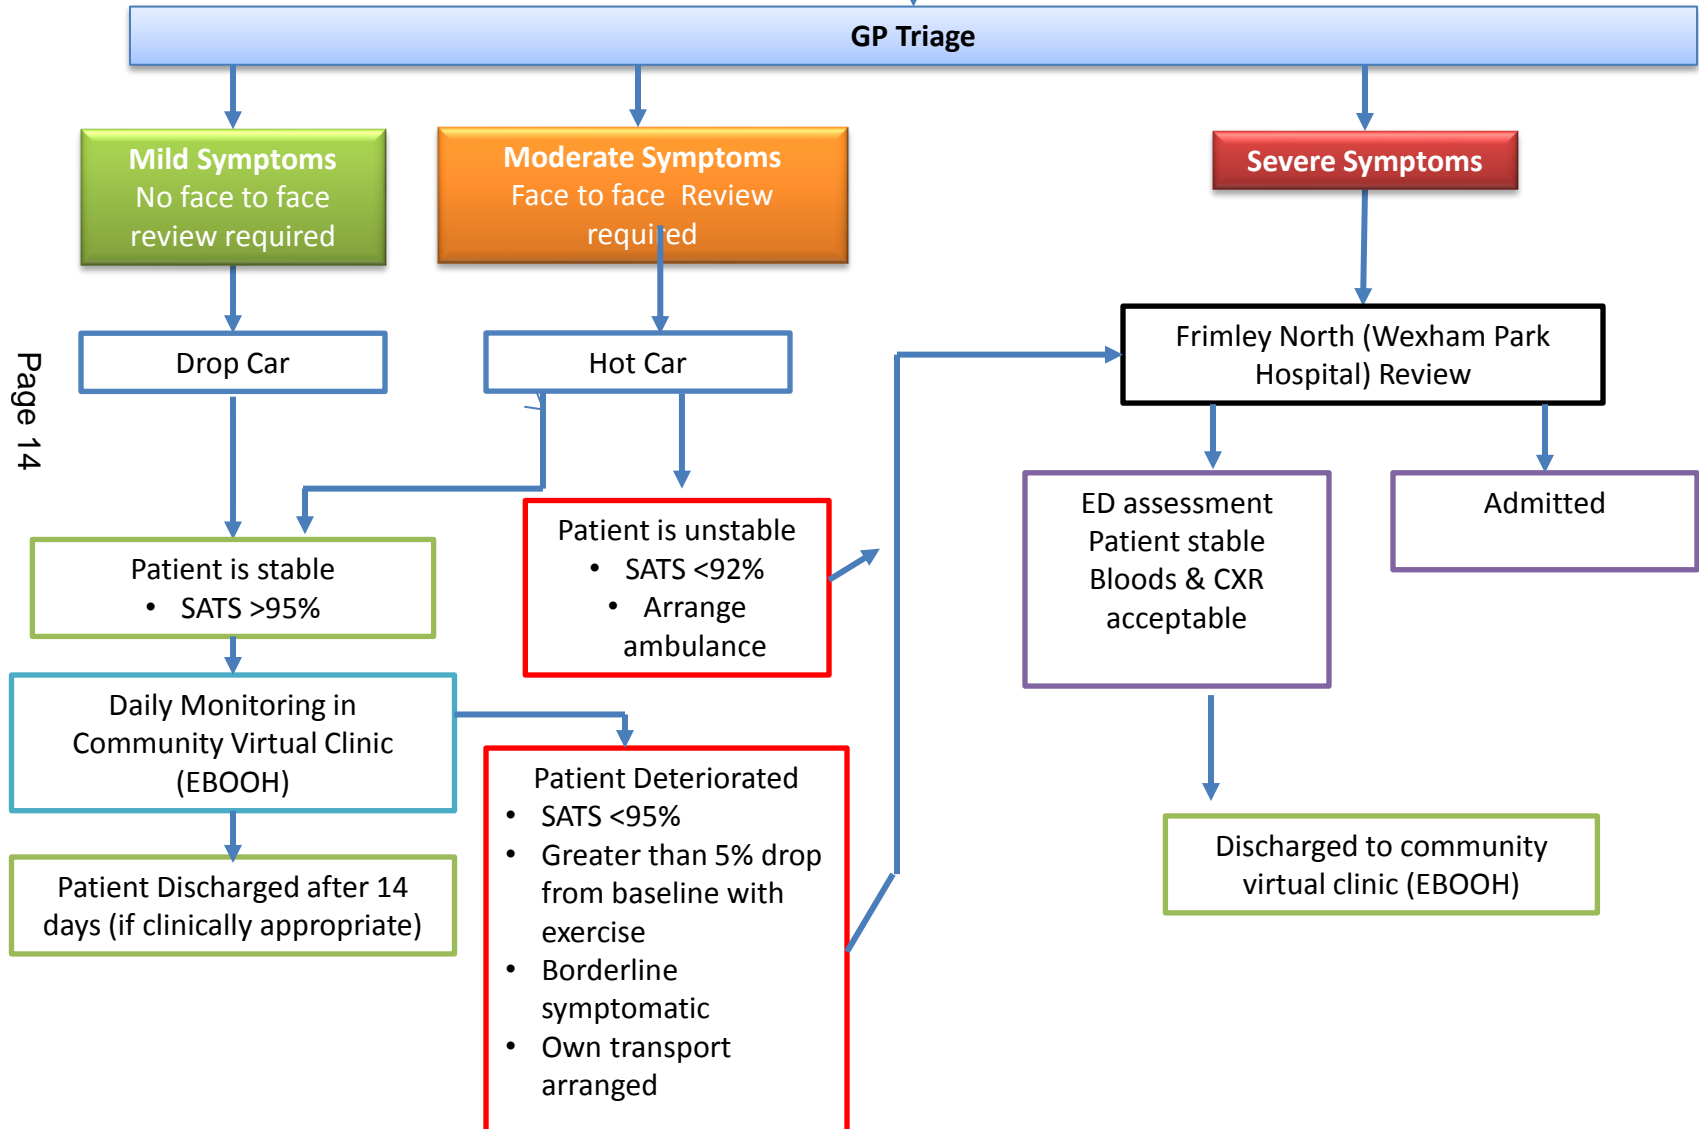 GP Triage
Mild Symptoms
No face to face
review required
Moderate Symptoms
Face to face Review
required
Severe Symptoms
Page 14
Drop Car
Hot Car
Frimley North (Wexham Park
Hospital) Review
Patient is stable
• SATS >95%
Patient is unstable
• SATS <92%
• Arrange
ambulance
ED assessment
Patient stable
Bloods & CXR
acceptable
Admitted
Daily Monitoring in
Community Virtual Clinic
(EBOOH)
Patient Deteriorated
• SATS <95%
• Greater than 5% drop
from baseline with
exercise
• Borderline
symptomatic
• Own transport
arranged
Patient Discharged after 14
days (if clinically appropriate)
Discharged to community
virtual clinic (EBOOH)